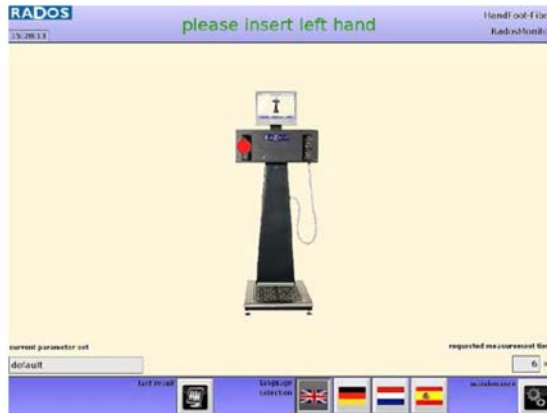 RADOS
please insert left hand
HandFoot-Fibr
15:28:13
RadosMonito
current parameter set
requested measurement tim
default
6
last result
language
selection
maintenance